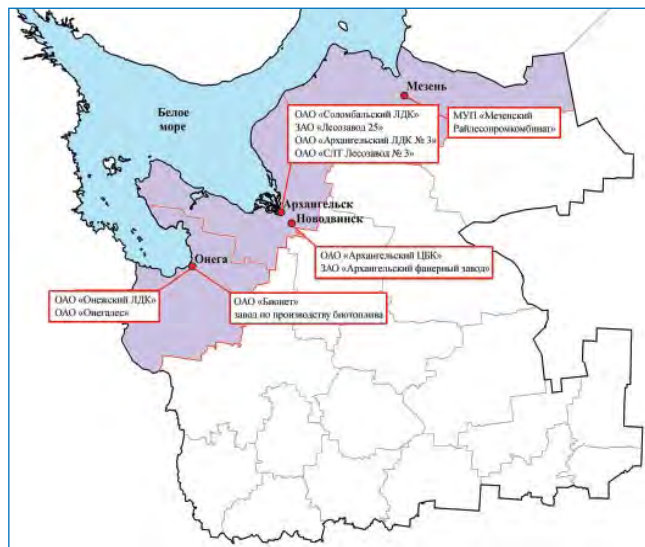 Мезень
Белое
море
ОАО «Соломбальский ЛДК»
ЗАО «Лесозавод 25»
ОАО «Архангельский ЛДК № 3»
ОАО «СЛТ Лесозавод № 3»
МУП «Мезенский
Райлесопромкомбинат»
Архангельск
Новодвинск
ОАО «Архангельский ЦБК»
ЗАО «Архангельский фанерный завод»
Онега
ОАО «Онежский ЛДК»
ОАО «Онегалес»
ОАО «Бионет»
завод по производству биотоплива